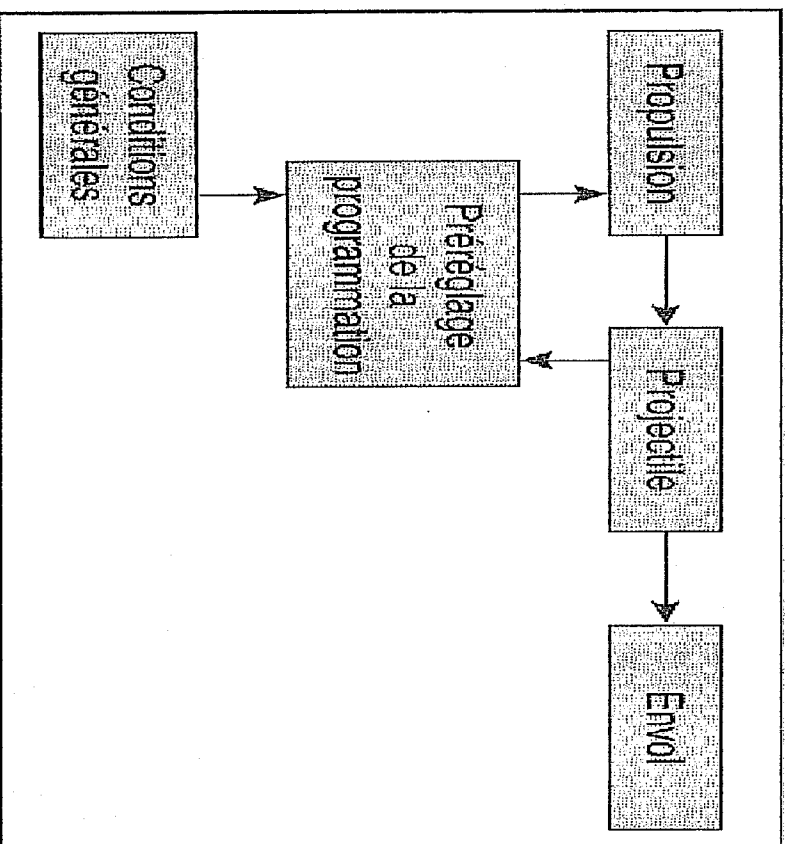 Propulsion
Projectile
Envol
Préréglage
de la
programmation
Conditions
générales